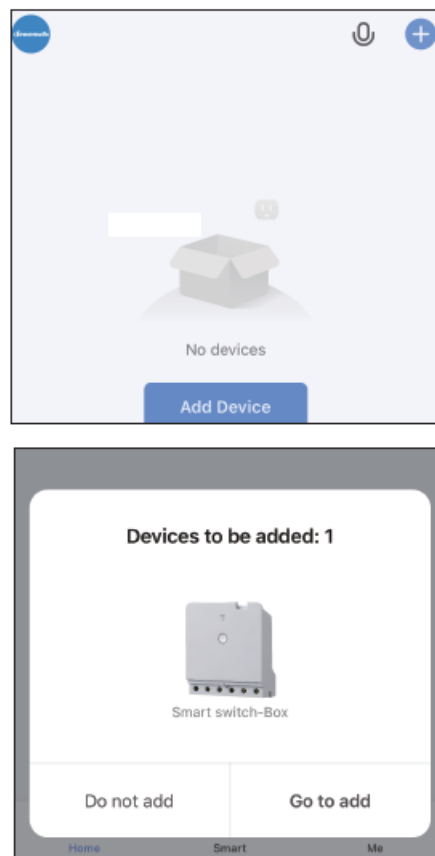 No devices
Add Device
Devices to be added: 1
Smart switch-Box
Do not add
Go to add
Home
Smart
Me